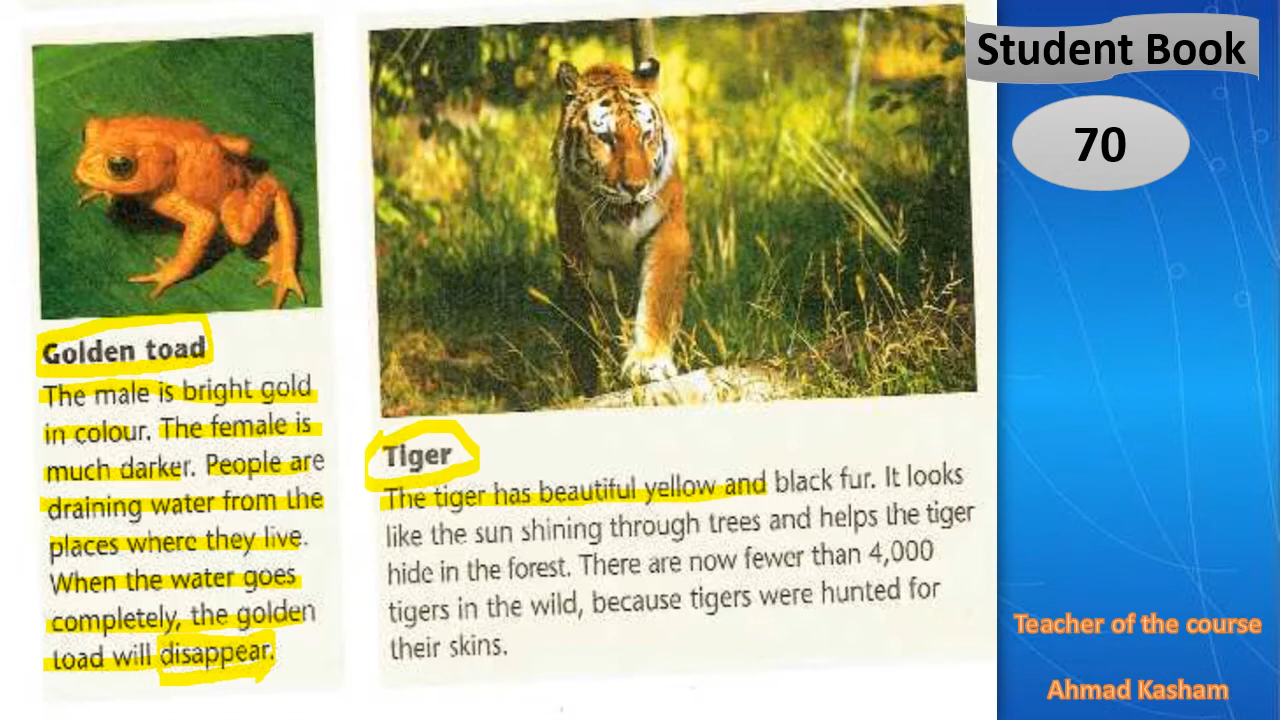 Golden toad
The male is bright gold
in colour. The female is
much darker. People are
draining water from the
places where they live.
When the water goes
completely, the golden
toad will disappear.
Tiger
The tiger has beautiful yellow and black fur. It looks
like the sun shining through trees and helps the tiger
hide in the forest. There are now fewer than 4,000
tigers in the wild, because tigers were hunted for
their skins.
Student Book
70
Teacher of the course
Ahmad Kasham